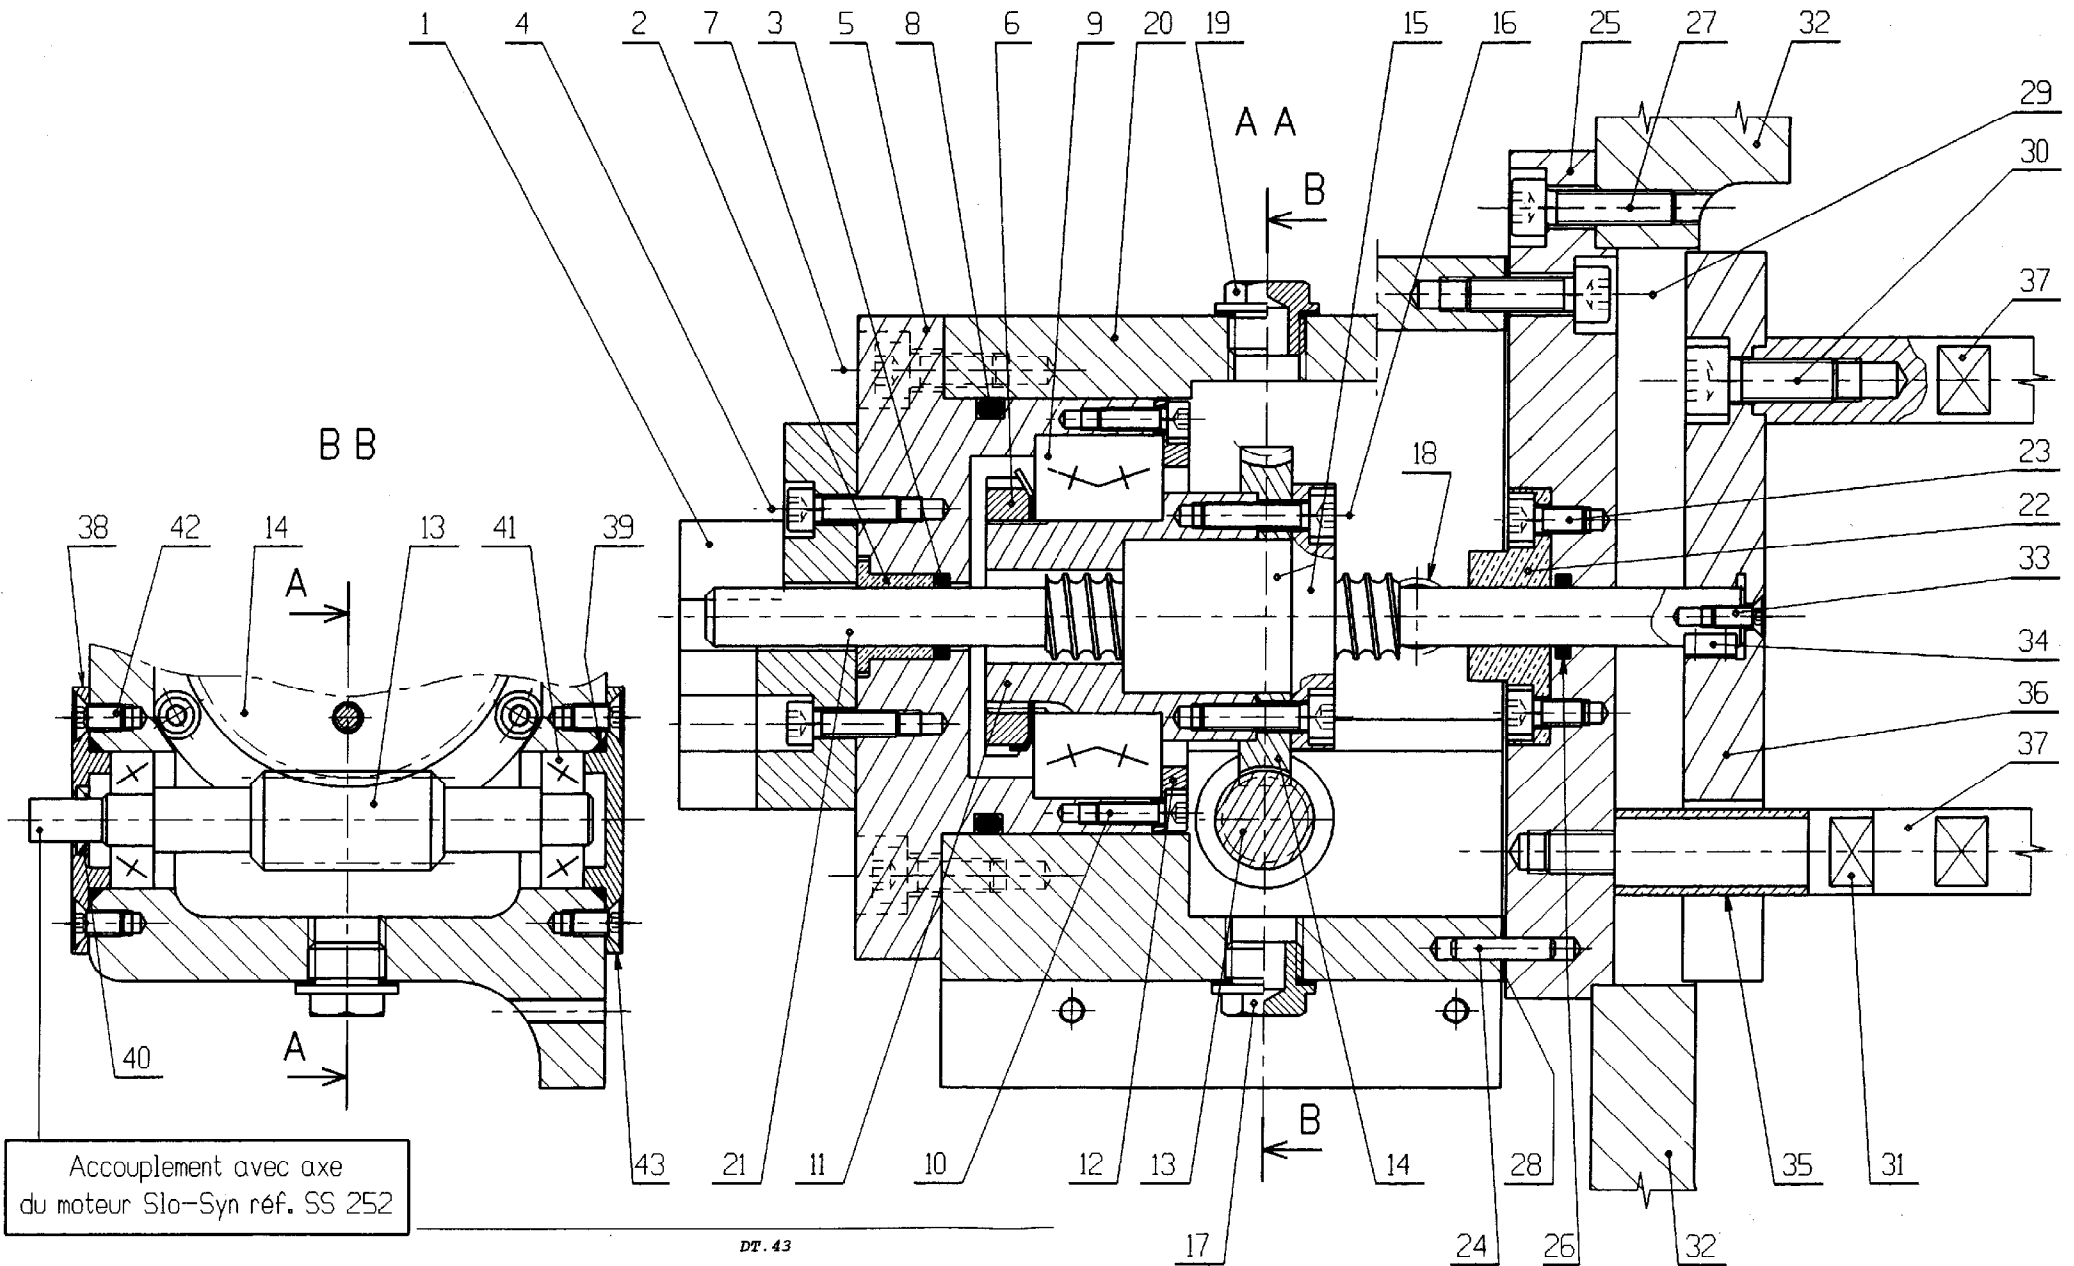 1 4 2 7 3 5 8 6 9 20 19 15 16 25 27 32
29
A A
30
B
37
B B
18
23
22
38 42 14 13 41 39
33
A
34
36
37
A
40
B
Accouplement avec axe
du moteur Slo-Syn réf. SS 252
43 21 11 10 12 13 14 28 35 31
DT.43
17 24 26 32